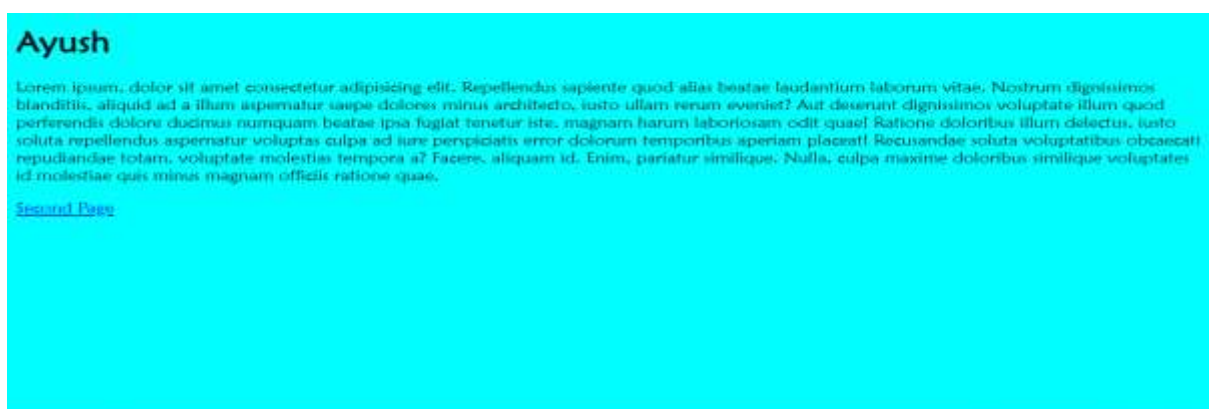 Ayush
Lorem ipsum, dolor sit amet consectetur adipisicing elit. Repellendus sapiente quod alias beatae laudantium laborum vitae. Nostrum dignissimos
blanditiis, aliquid ad a illum aspernatur saepe dolores minus architecto, iusto ullam rerum eveniet? Aut deserunt dignissimos voluptate illum quod
perferendis dolore ducimus numquam beatae ipsa fugiat tenetur iste, magnam harum laboriosam odit quae! Ratione doloribus illum delectus, iusto
soluta repellendus aspernatur voluptas culpa ad iure perspiciatis error dolorum temporibus aperiam placeat! Recusandae soluta voluptatibus obcaecati
repudiandae totam, voluptate molestias tempora a? Facere, aliquam id. Enim, pariatur similique. Nulla, culpa maxime doloribus similique voluptates
id molestiae quis minus magnam officiis ratione quae.
Second Page